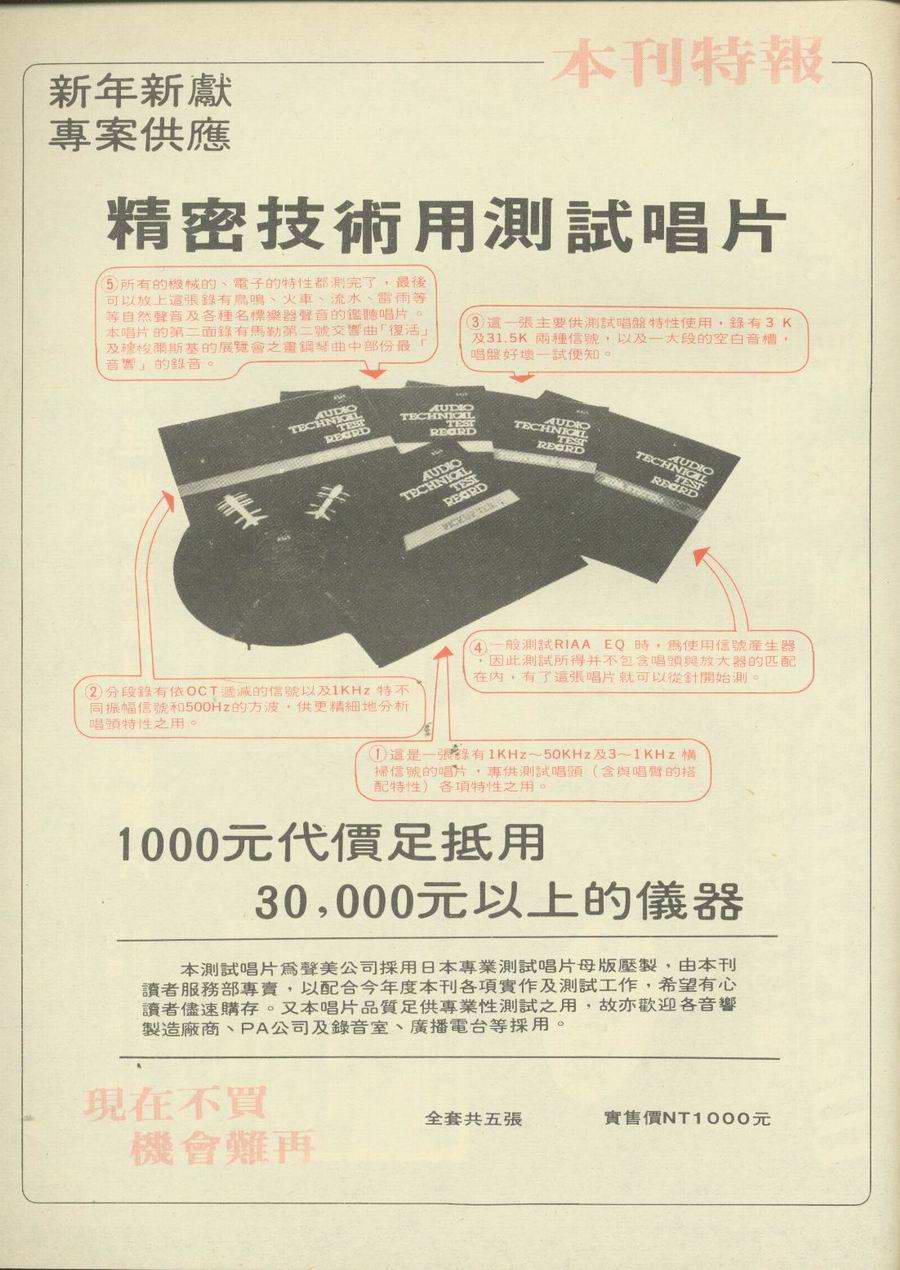 本刊特報
新年新獻
專案供應
精密技術用測試唱片
⑤所有的機械的、電子的特性都測完了，最後
可以放上這張錄有鳥鳴、火車、流水、雷雨等
等自然聲音及各種名標樂器聲音的鑑聽唱片。
本唱片的第二面錄有馬勒第二號交響曲「復活」
及穆梭爾斯基的展覽會之畫鋼琴曲中部份最「
音響」的錄音。
③這一張主要供測試唱盤特性使用，錄有3 K
及31.5K 兩種信號，以及一大段的空白音槽，
唱盤好壞一試便知。
AUDIO
TECHNICAL
TEST
RECORD
AUDIO
TECHNICAL
TEST
RECORD
AUDIO
TECHNICAL
TEST
RECORD
AUDIO
TECHNICAL
TEST
RECORD
AUDIO
TECHNICAL
TEST
RECORD
④一般測試RIAA EQ 時，爲使用信號產生器
，因此測試所得并不包含唱頭與放大器的匹配
在內，有了這張唱片就可以從針開始測。
②分段錄有依OCT遞減的信號以及1KHz 特不
同振幅信號和500Hz的方波，供更精細地分析
唱頭特性之用。
①這是一張錄有1KHz～50KHz及3～1KHz 橫
掃信號的唱片，專供測試唱頭（含與唱臂的搭
配特性）各項特性之用。
1000元代價足抵用
30,000元以上的儀器
本測試唱片爲聲美公司採用日本專業測試唱片母版壓製，由本刊
讀者服務部專賣，以配合今年度本刊各項實作及測試工作，希望有心
讀者儘速購存。又本唱片品質足供專業性測試之用，故亦歡迎各音響
製造廠商、PA公司及錄音室、廣播電台等採用。
現在不買
機會難再
全套共五張
實售價NT1000元